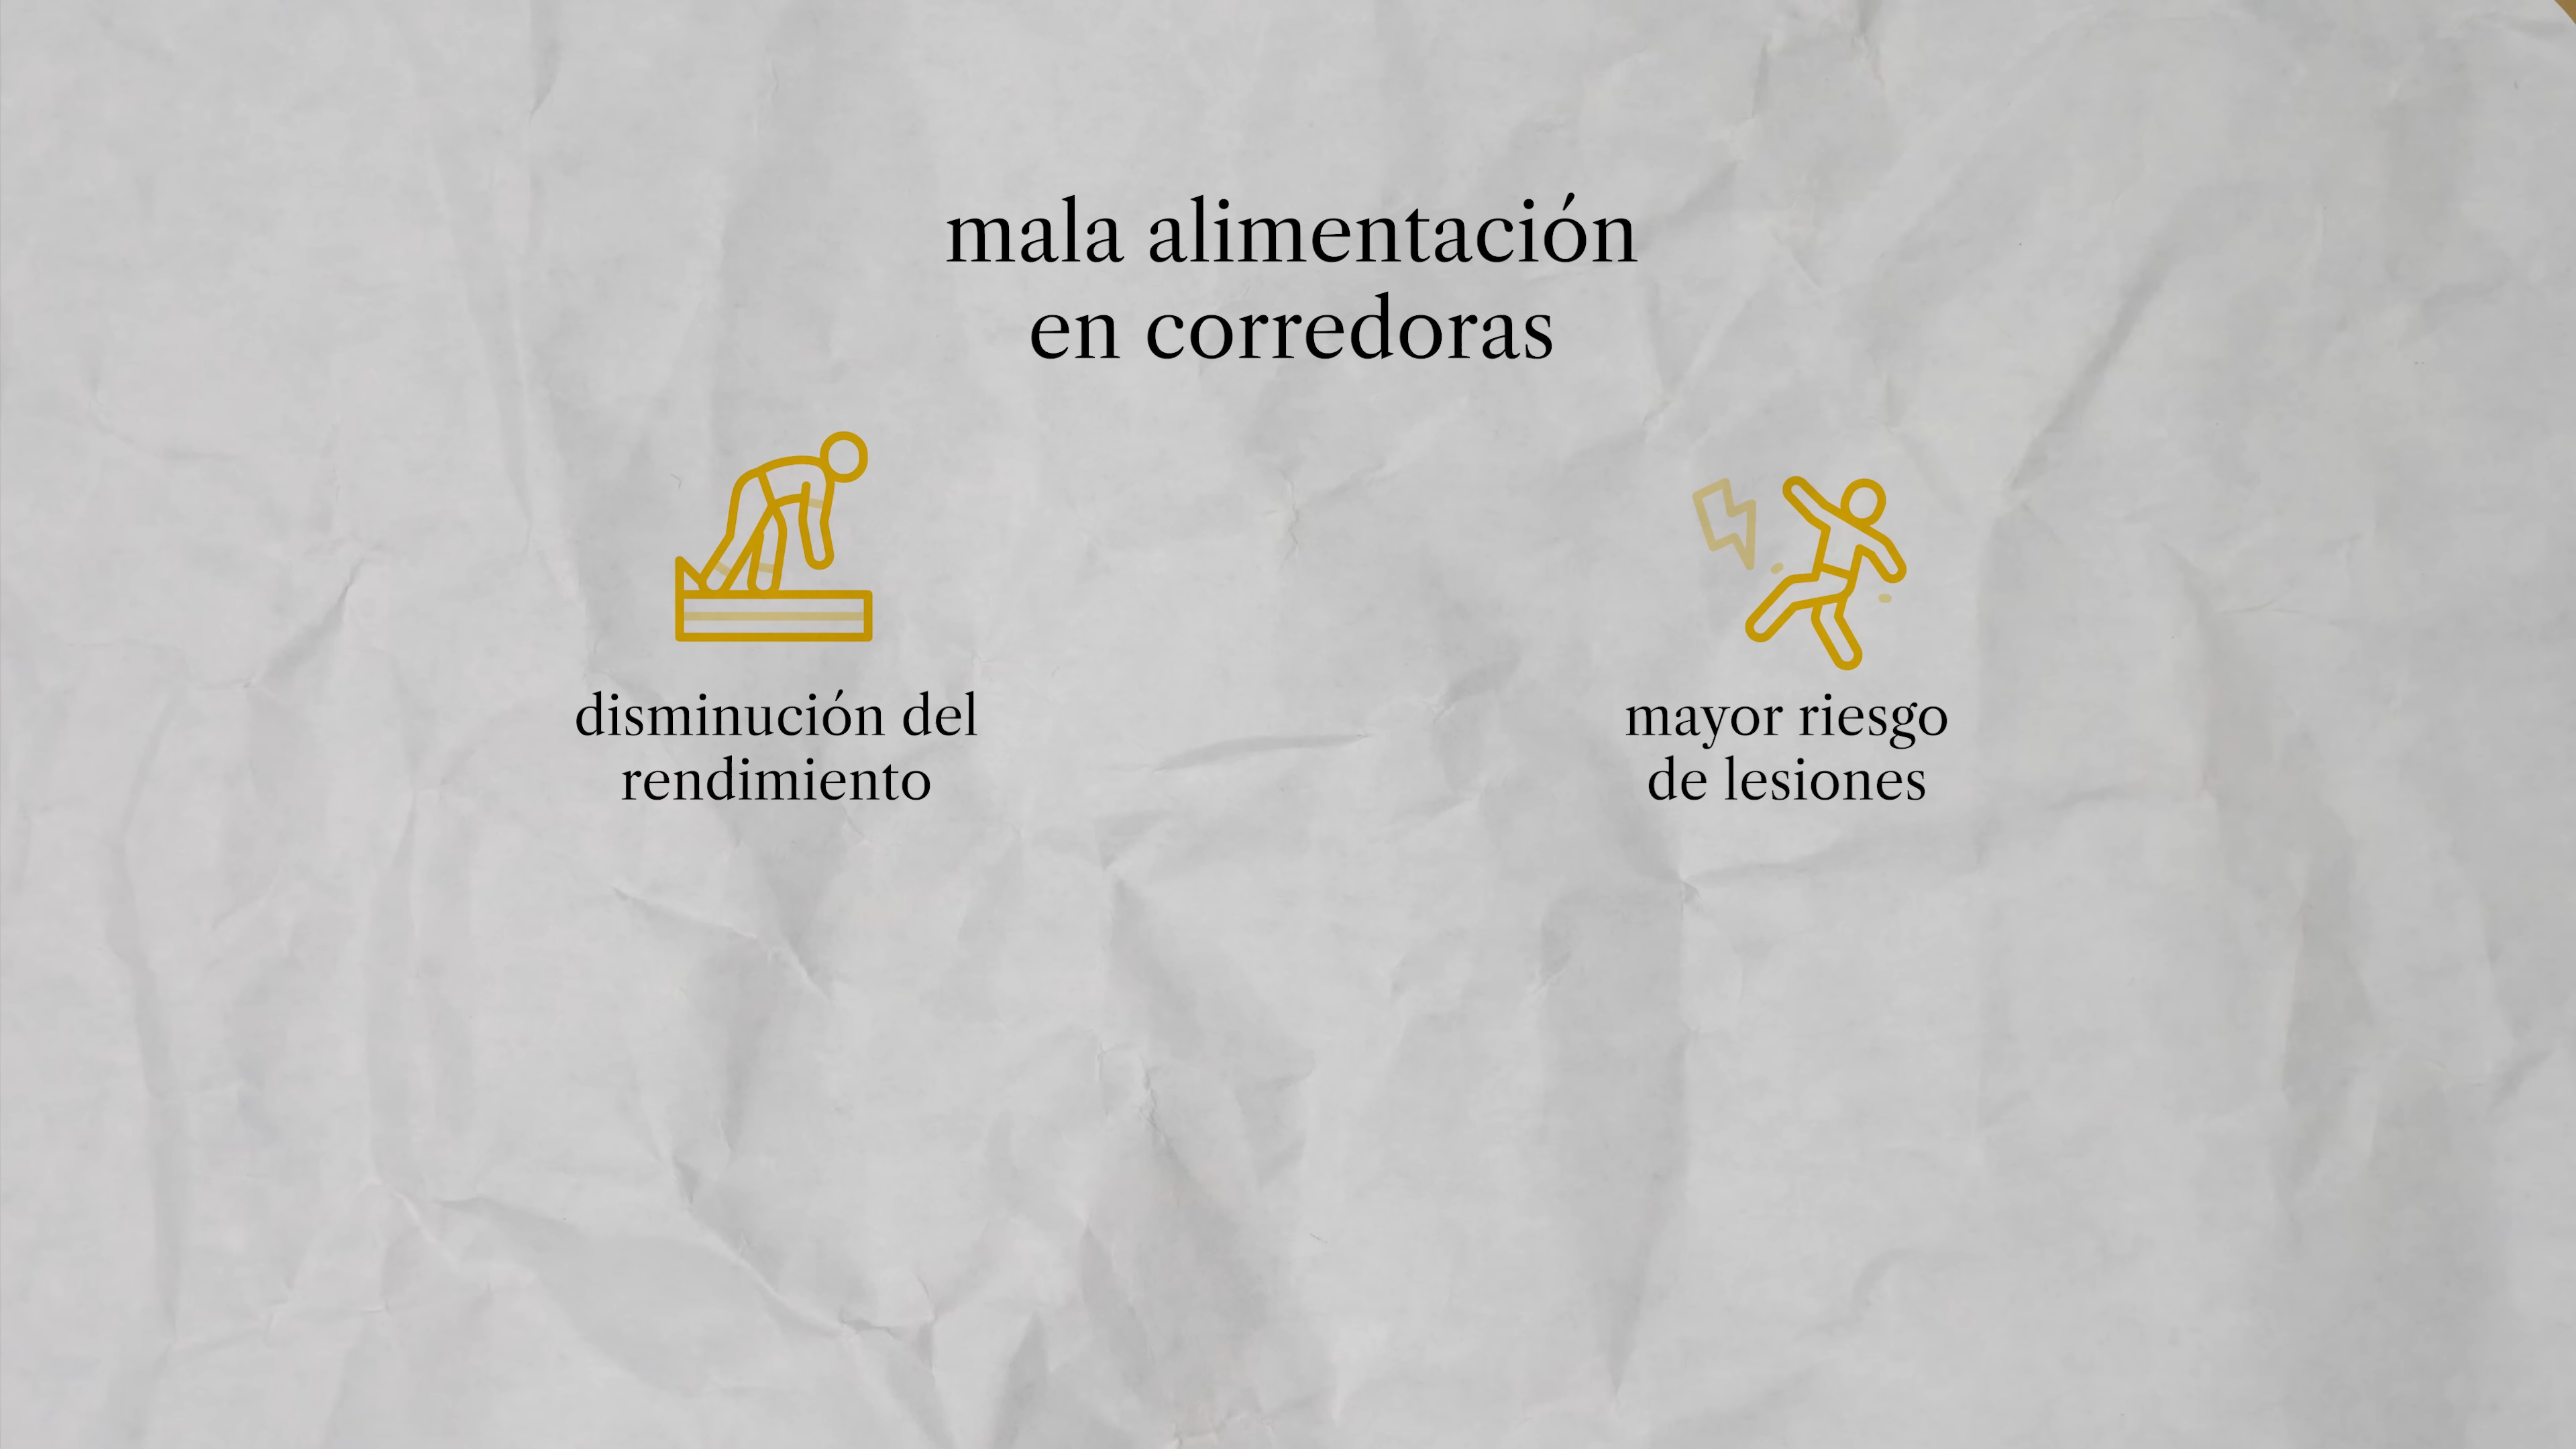 mala alimentación
en corredoras
disminución del
rendimiento
mayor riesgo
de lesiones